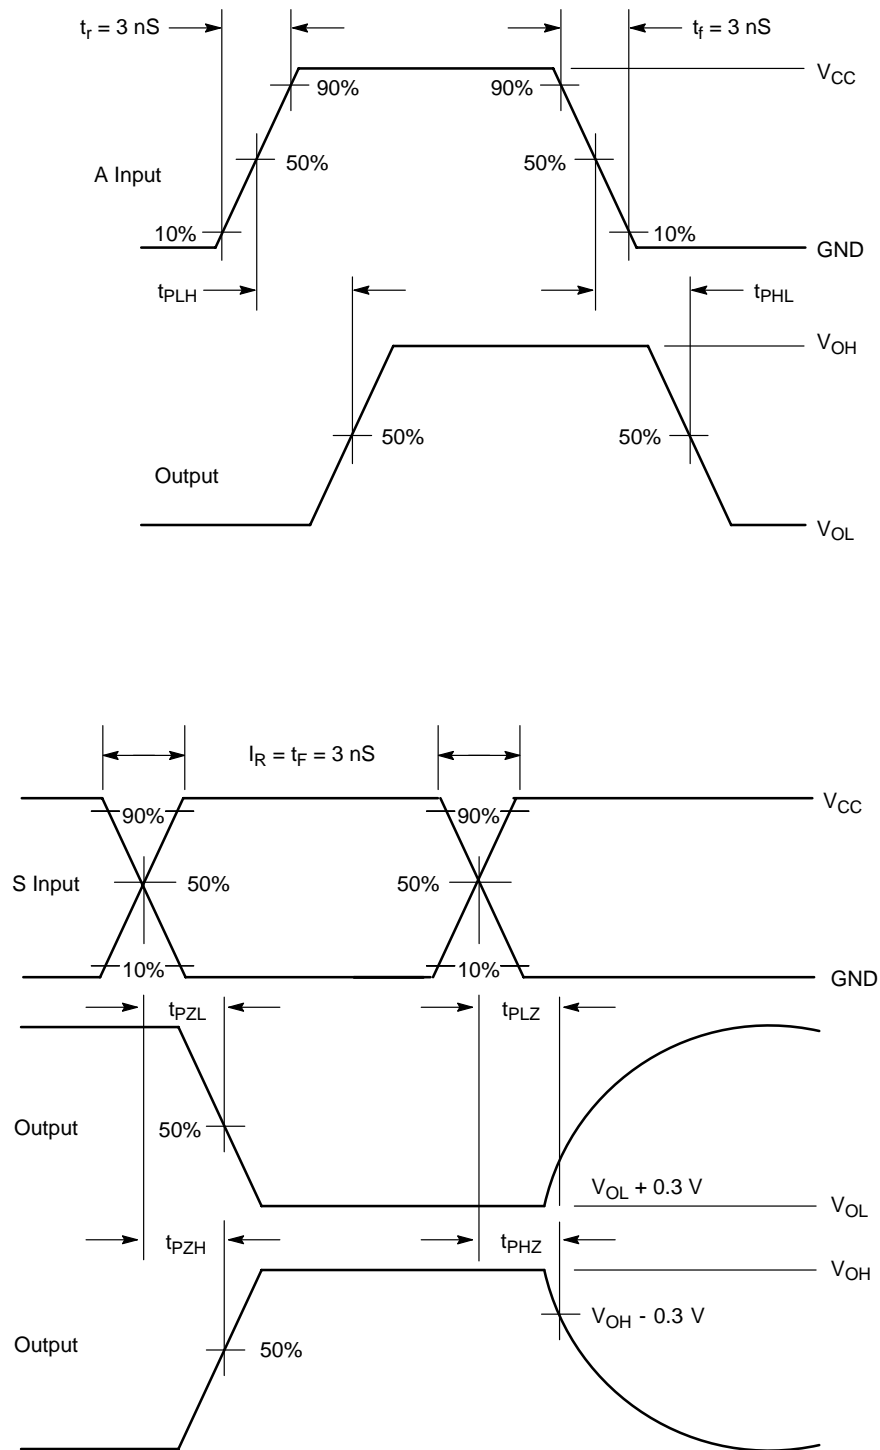 t_r = 3 nS
t_f = 3 nS
V_CC
90%
90%
50%
50%
A Input
10%
10%
GND
t_PLH
t_PHL
V_OH
50%
50%
Output
V_OL
I_R = t_F = 3 nS
V_CC
90%
90%
S Input
50%
50%
10%
10%
GND
t_PZL
t_PLZ
Output
50%
V_OL + 0.3 V
V_OL
t_PZH
t_PHZ
V_OH
V_OH - 0.3 V
Output
50%